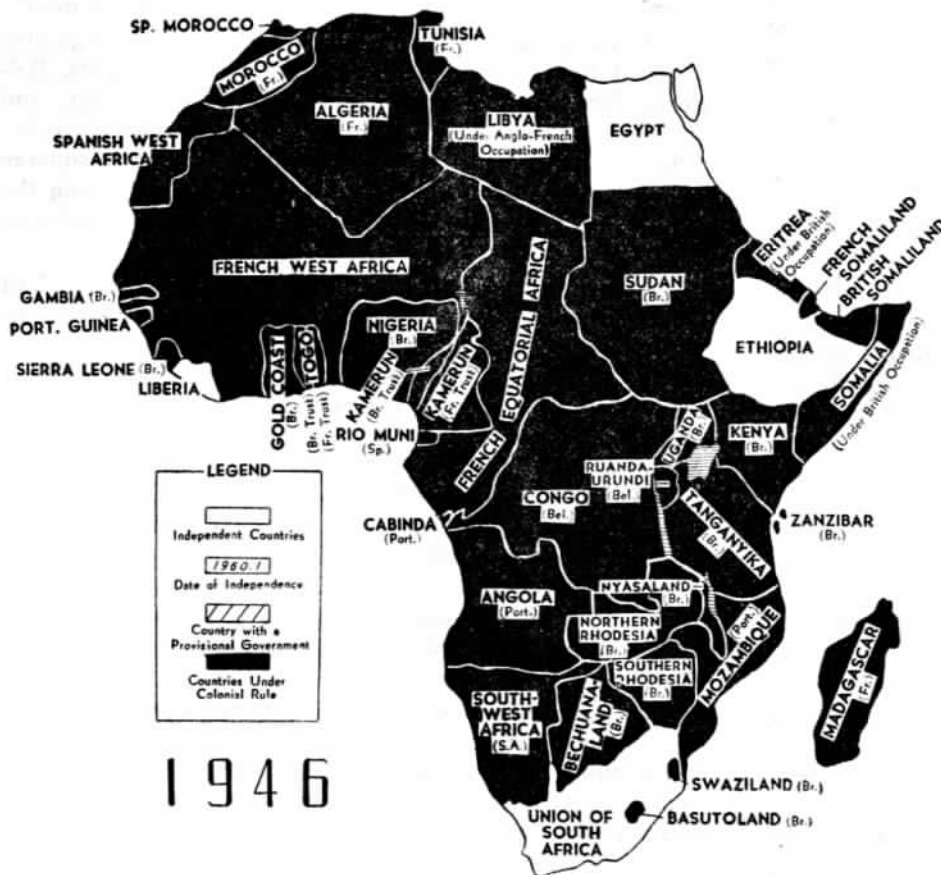 SP. MOROCCO
TUNISIA
(Fr.)
MOROCCO
(Fr.)
ALGERIA
(Fr.)
LIBYA
(Under Anglo-French
Occupation)
EGYPT
SPANISH WEST
AFRICA
FRENCH WEST AFRICA
FRENCH EQUATORIAL AFRICA
SUDAN
(Br.)
ERITREA
(Under British
Occupation)
FRENCH
SOMALILAND
BRITISH
SOMALILAND
GAMBIA (Br.)
PORT. GUINEA
SIERRA LEONE (Br.)
LIBERIA
GOLD COAST
(Br.)
TOGO
(Br. Trust)
(Fr. Trust)
NIGERIA
(Br.)
KAMERUN
(Br. Trust)
KAMERUN
(Fr. Trust)
RIO MUNI
(Sp.)
ETHIOPIA
SOMALIA
(Under British Occupation)
UGANDA
(Br.)
KENYA
(Br.)
RUANDA-
URUNDI
(Bel.)
CONGO
(Bel.)
TANGANYIKA
(Br.)
ZANZIBAR
(Br.)
CABINDA
(Port.)
ANGOLA
(Port.)
NYASALAND
(Br.)
NORTHERN
RHODESIA
(Br.)
SOUTHERN
RHODESIA
(Br.)
MOZAMBIQUE
(Port.)
MADAGASCAR
(Fr.)
SOUTH-
WEST
AFRICA
(S.A.)
BECHUANA-
LAND
(Br.)
SWAZILAND (Br.)
BASUTOLAND (Br.)
UNION OF
SOUTH
AFRICA
LEGEND
Independent Countries
1960.1
Date of Independence
Country with a
Provisional Government
Countries Under
Colonial Rule
1946